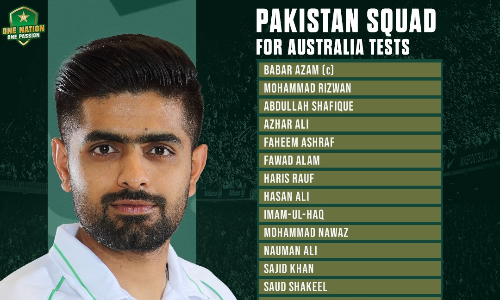 ONE NATION
ONE PASSION
PAKISTAN SQUAD
FOR AUSTRALIA TESTS
BABAR AZAM (c)
MOHAMMAD RIZWAN
ABDULLAH SHAFIQUE
AZHAR ALI
FAHEEM ASHRAF
FAWAD ALAM
HARIS RAUF
HASAN ALI
IMAM-UL-HAQ
MOHAMMAD NAWAZ
NAUMAN ALI
SAJID KHAN
SAUD SHAKEEL